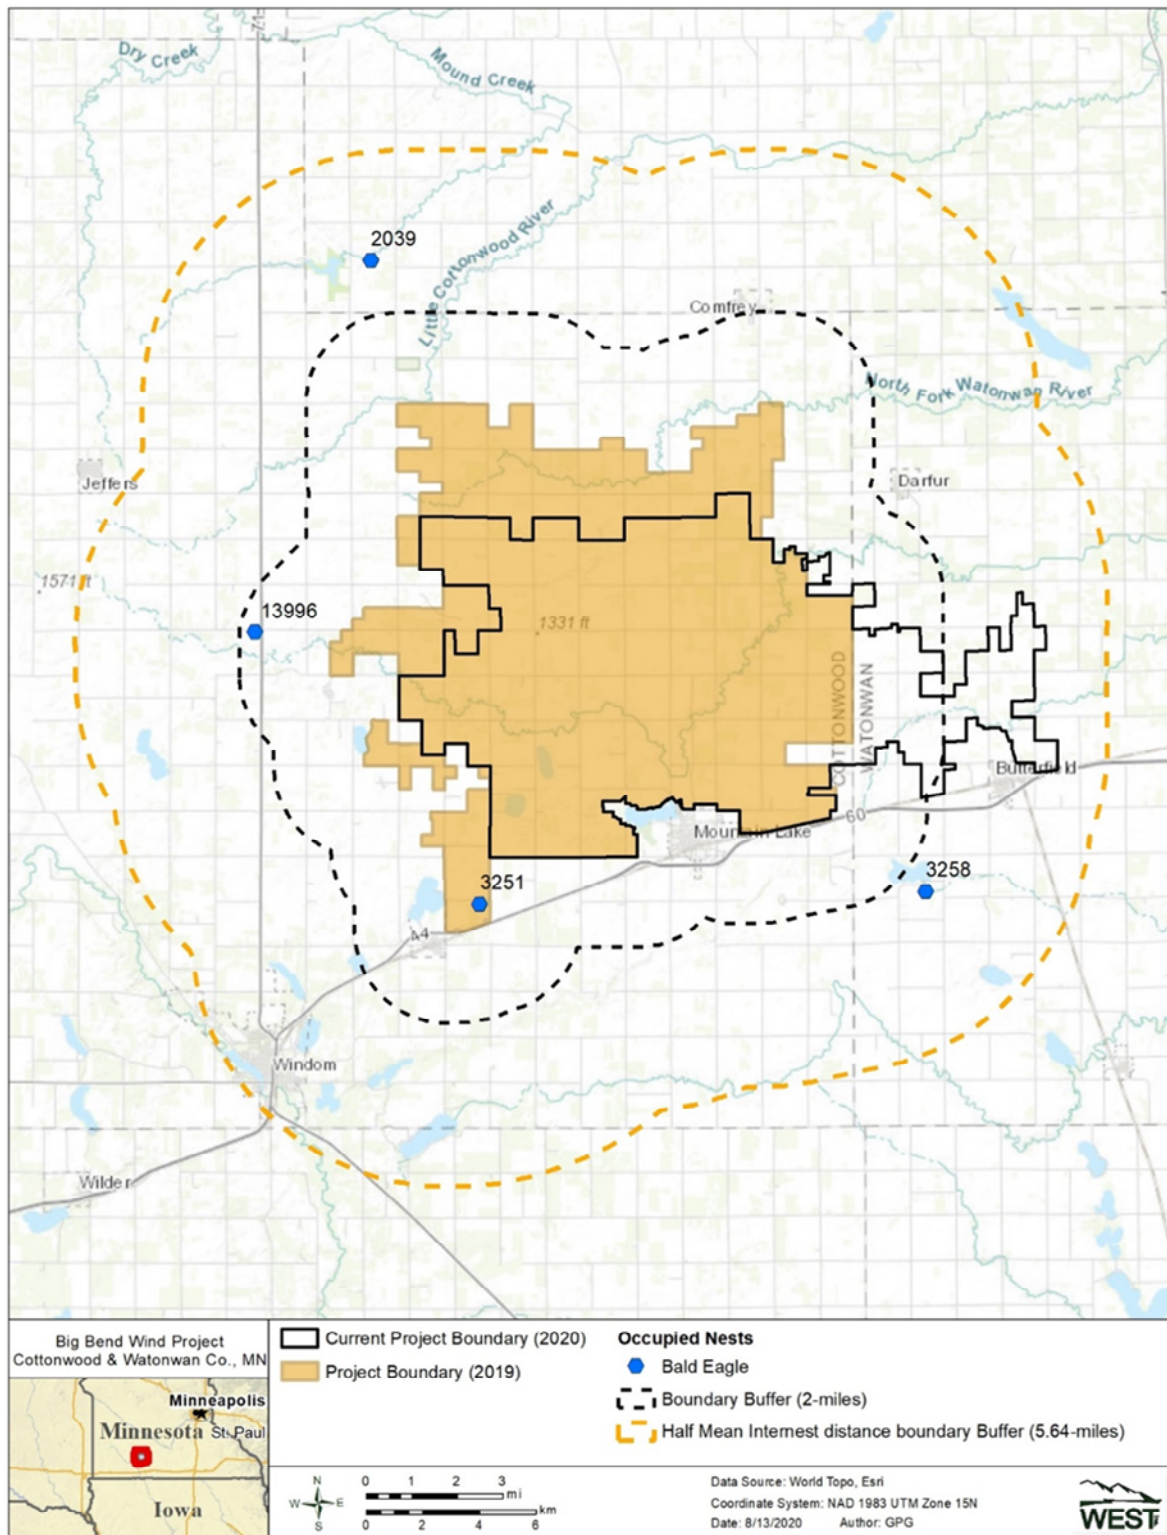 71
Dry Creek
Mound Creek
2039
Little Cottonwood River
Comfrey
North Fork Watonwan River
Jeffers
Darfur
1571 ft
13996
1331 ft
COTTONWOOD
WATONWAN
Butterfield
60
Mountain Lake
3251
3258
44
Windom
Wilder
Big Bend Wind Project
Cottonwood & Watonwan Co., MN
Minneapolis
Minnesota
St. Paul
Iowa
Current Project Boundary (2020)
Project Boundary (2019)
Occupied Nests
Bald Eagle
Boundary Buffer (2-miles)
Half Mean Internest distance boundary Buffer (5.64-miles)
N
W E
S
0 1 2 3
mi
km
0 2 4 6
Data Source: World Topo, Esri
Coordinate System: NAD 1983 UTM Zone 15N
Date: 8/13/2020 Author: GPG
WEST